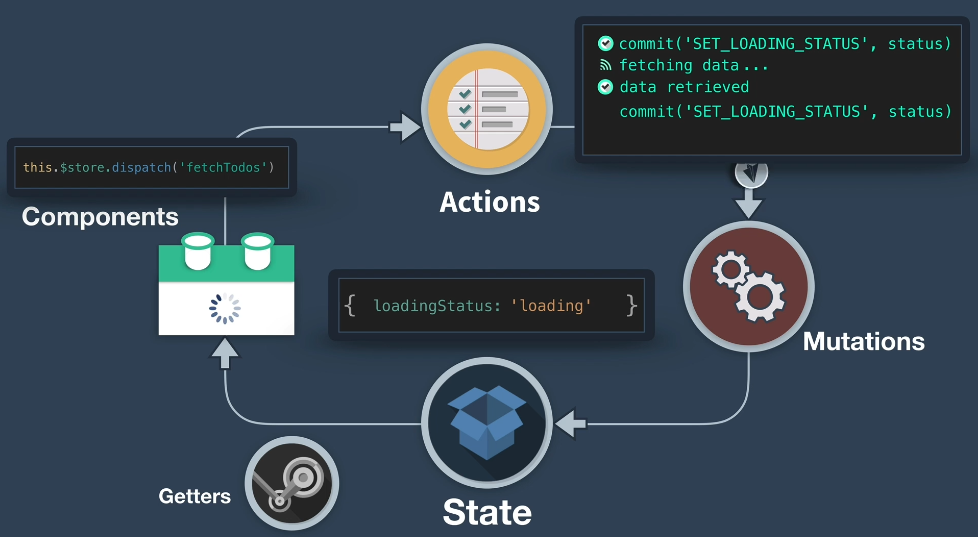 commit('SET_LOADING_STATUS', status)
fetching data...
data retrieved
commit('SET_LOADING_STATUS', status)
this.$store.dispatch('fetchTodos')
Components
Actions
{ loadingStatus: 'loading' }
Mutations
Getters
State